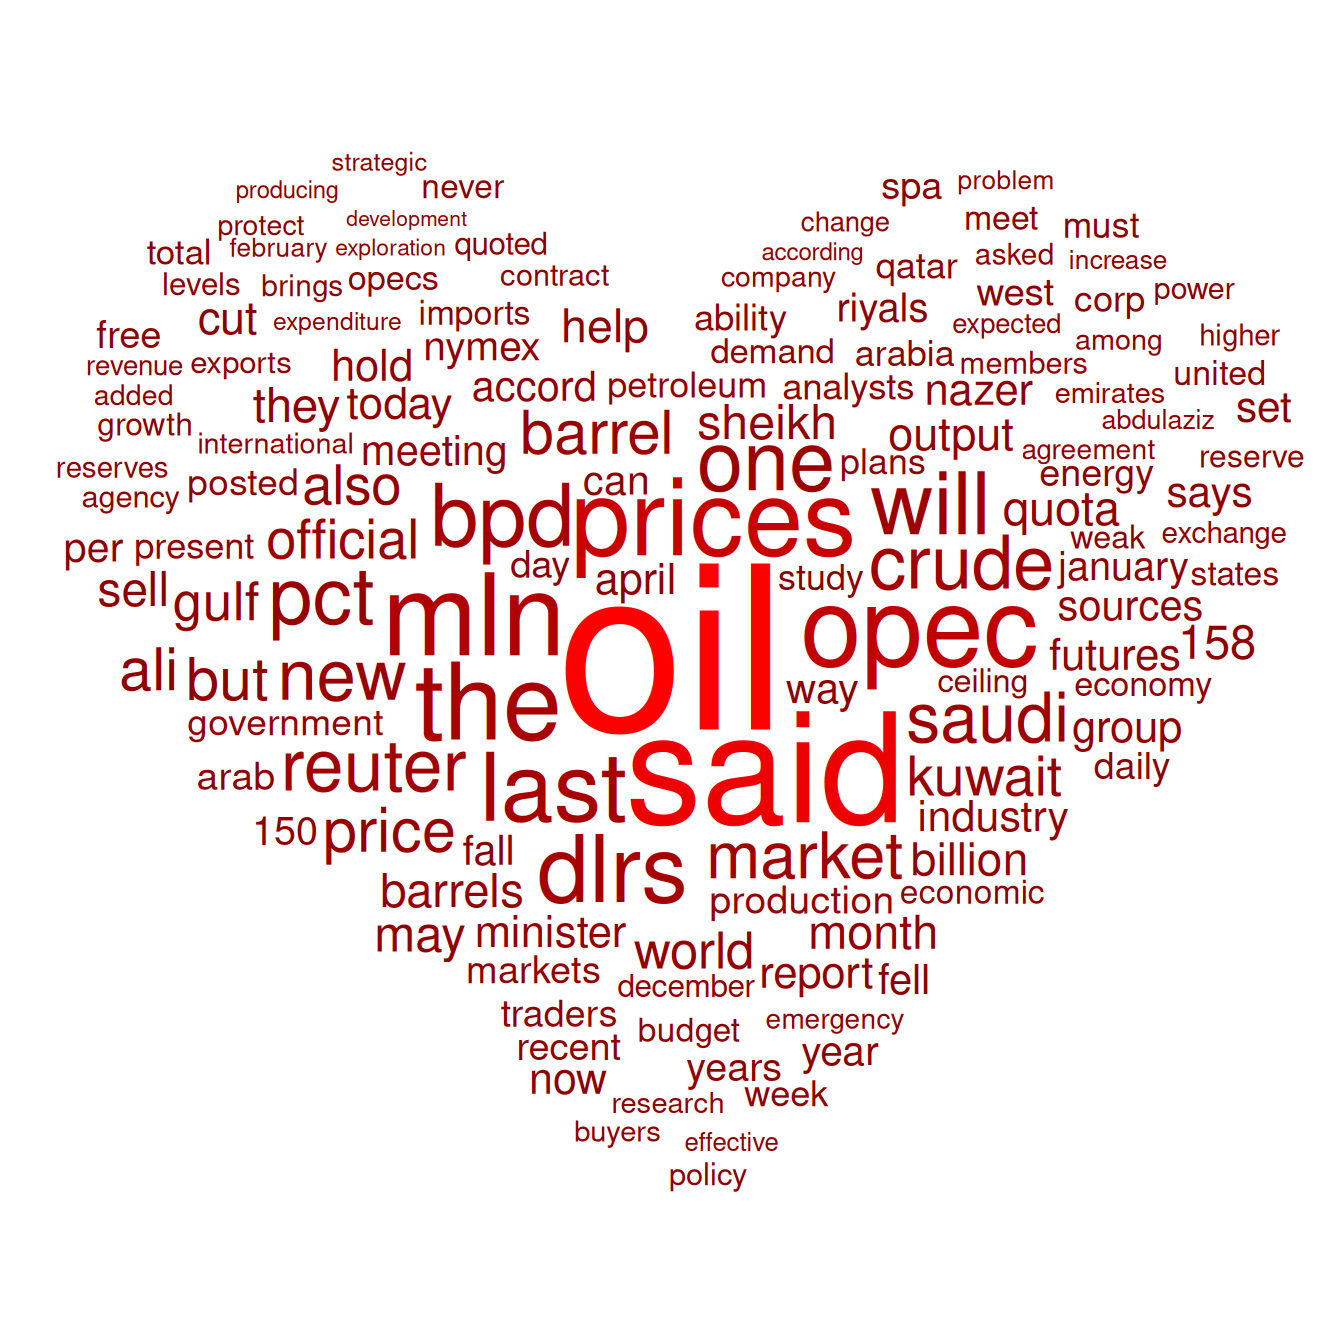 strategic
producing never spa problem
protect development change meet must
total february exploration quoted according qatar asked increase
levels brings opecs contract company west corp power
free cut expenditure imports help ability riyals expected among higher
revenue exports hold nymex demand arabia members united
added they today accord petroleum analysts nazer emirates set
growth international meeting barrel sheikh output agreement abdulaziz
reserves agency posted also can one plans energy reserve
per present official bpd prices will quota says
weak exchange
sell gulf pct day april study crude january states
mln oil opec sources
ali but new the way ceiling futures 158
government economy
arab reuter last said saudi group
150 price fall kuwait daily
industry
barrels dlrs market billion
production economic
may minister world month
markets december report fell
traders budget emergency
recent years year
now research week
buyers effective
policy